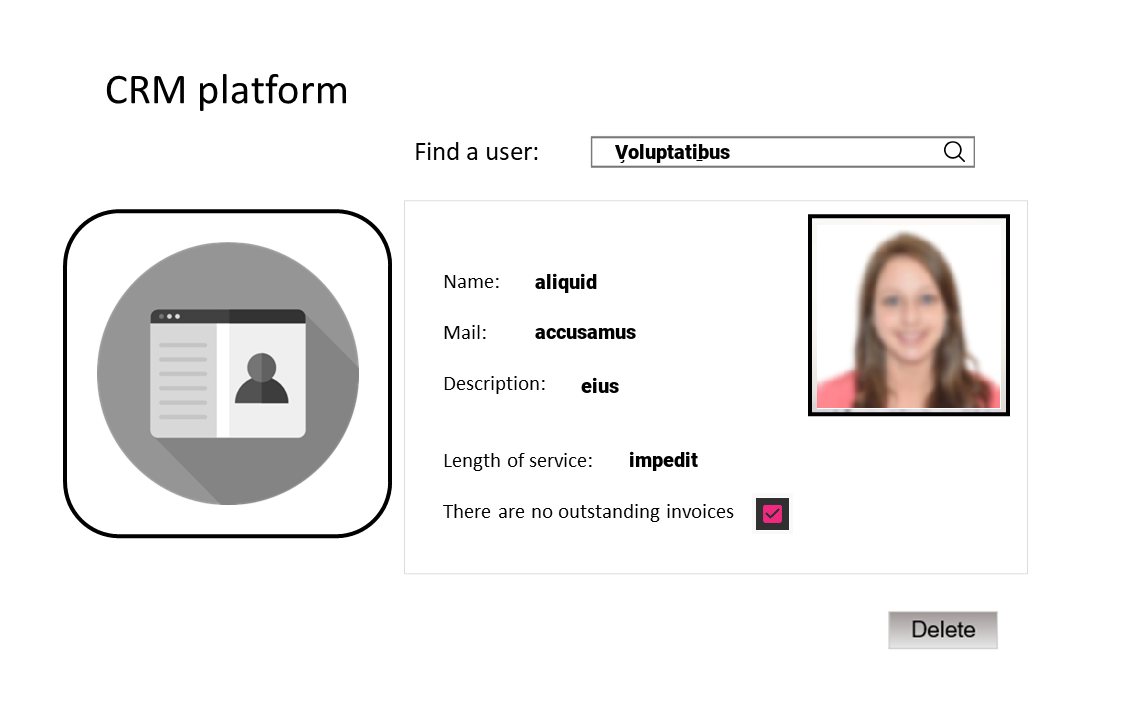 CRM platform
Find a user: Voluptatibus
Name: aliquid
Mail: accusamus
Description: eius
Length of service: impedit
There are no outstanding invoices
Delete